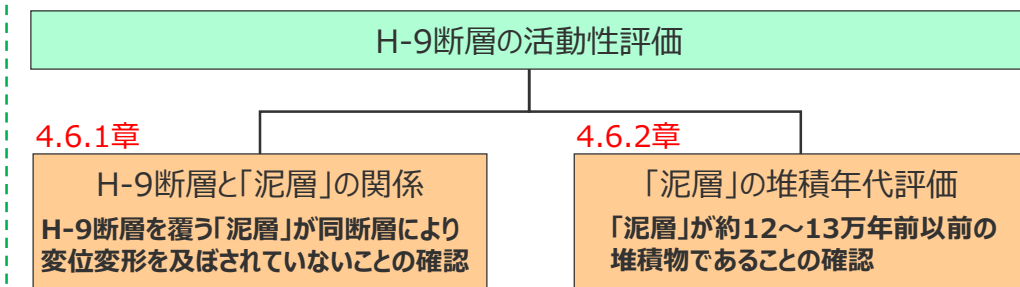 H-9断層の活動性評価
4.6.1章
H-9断層と「泥層」の関係
H-9断層を覆う「泥層」が同断層により
変位変形を及ぼされていないことの確認
4.6.2章
「泥層」の堆積年代評価
「泥層」が約12～13万年前以前の
堆積物であることの確認